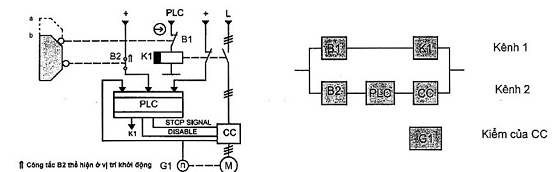 +
PLC
+
L
a
b
B1
B2
K1
PLC
STCP SIGNAL
DISABLE
K1
CC
G1
n
M
⇑ Công tắc B2 thể hiện ở vị trí khởi động
B1
K1
Kênh 1
B2
PLC
CC
Kênh 2
G1
Kiểm của CC